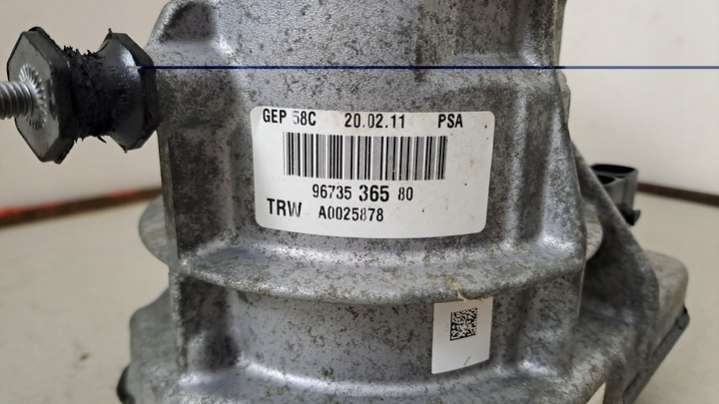 GEP 58C 20.02.11 PSA
96735 365 80
TRW A0025878